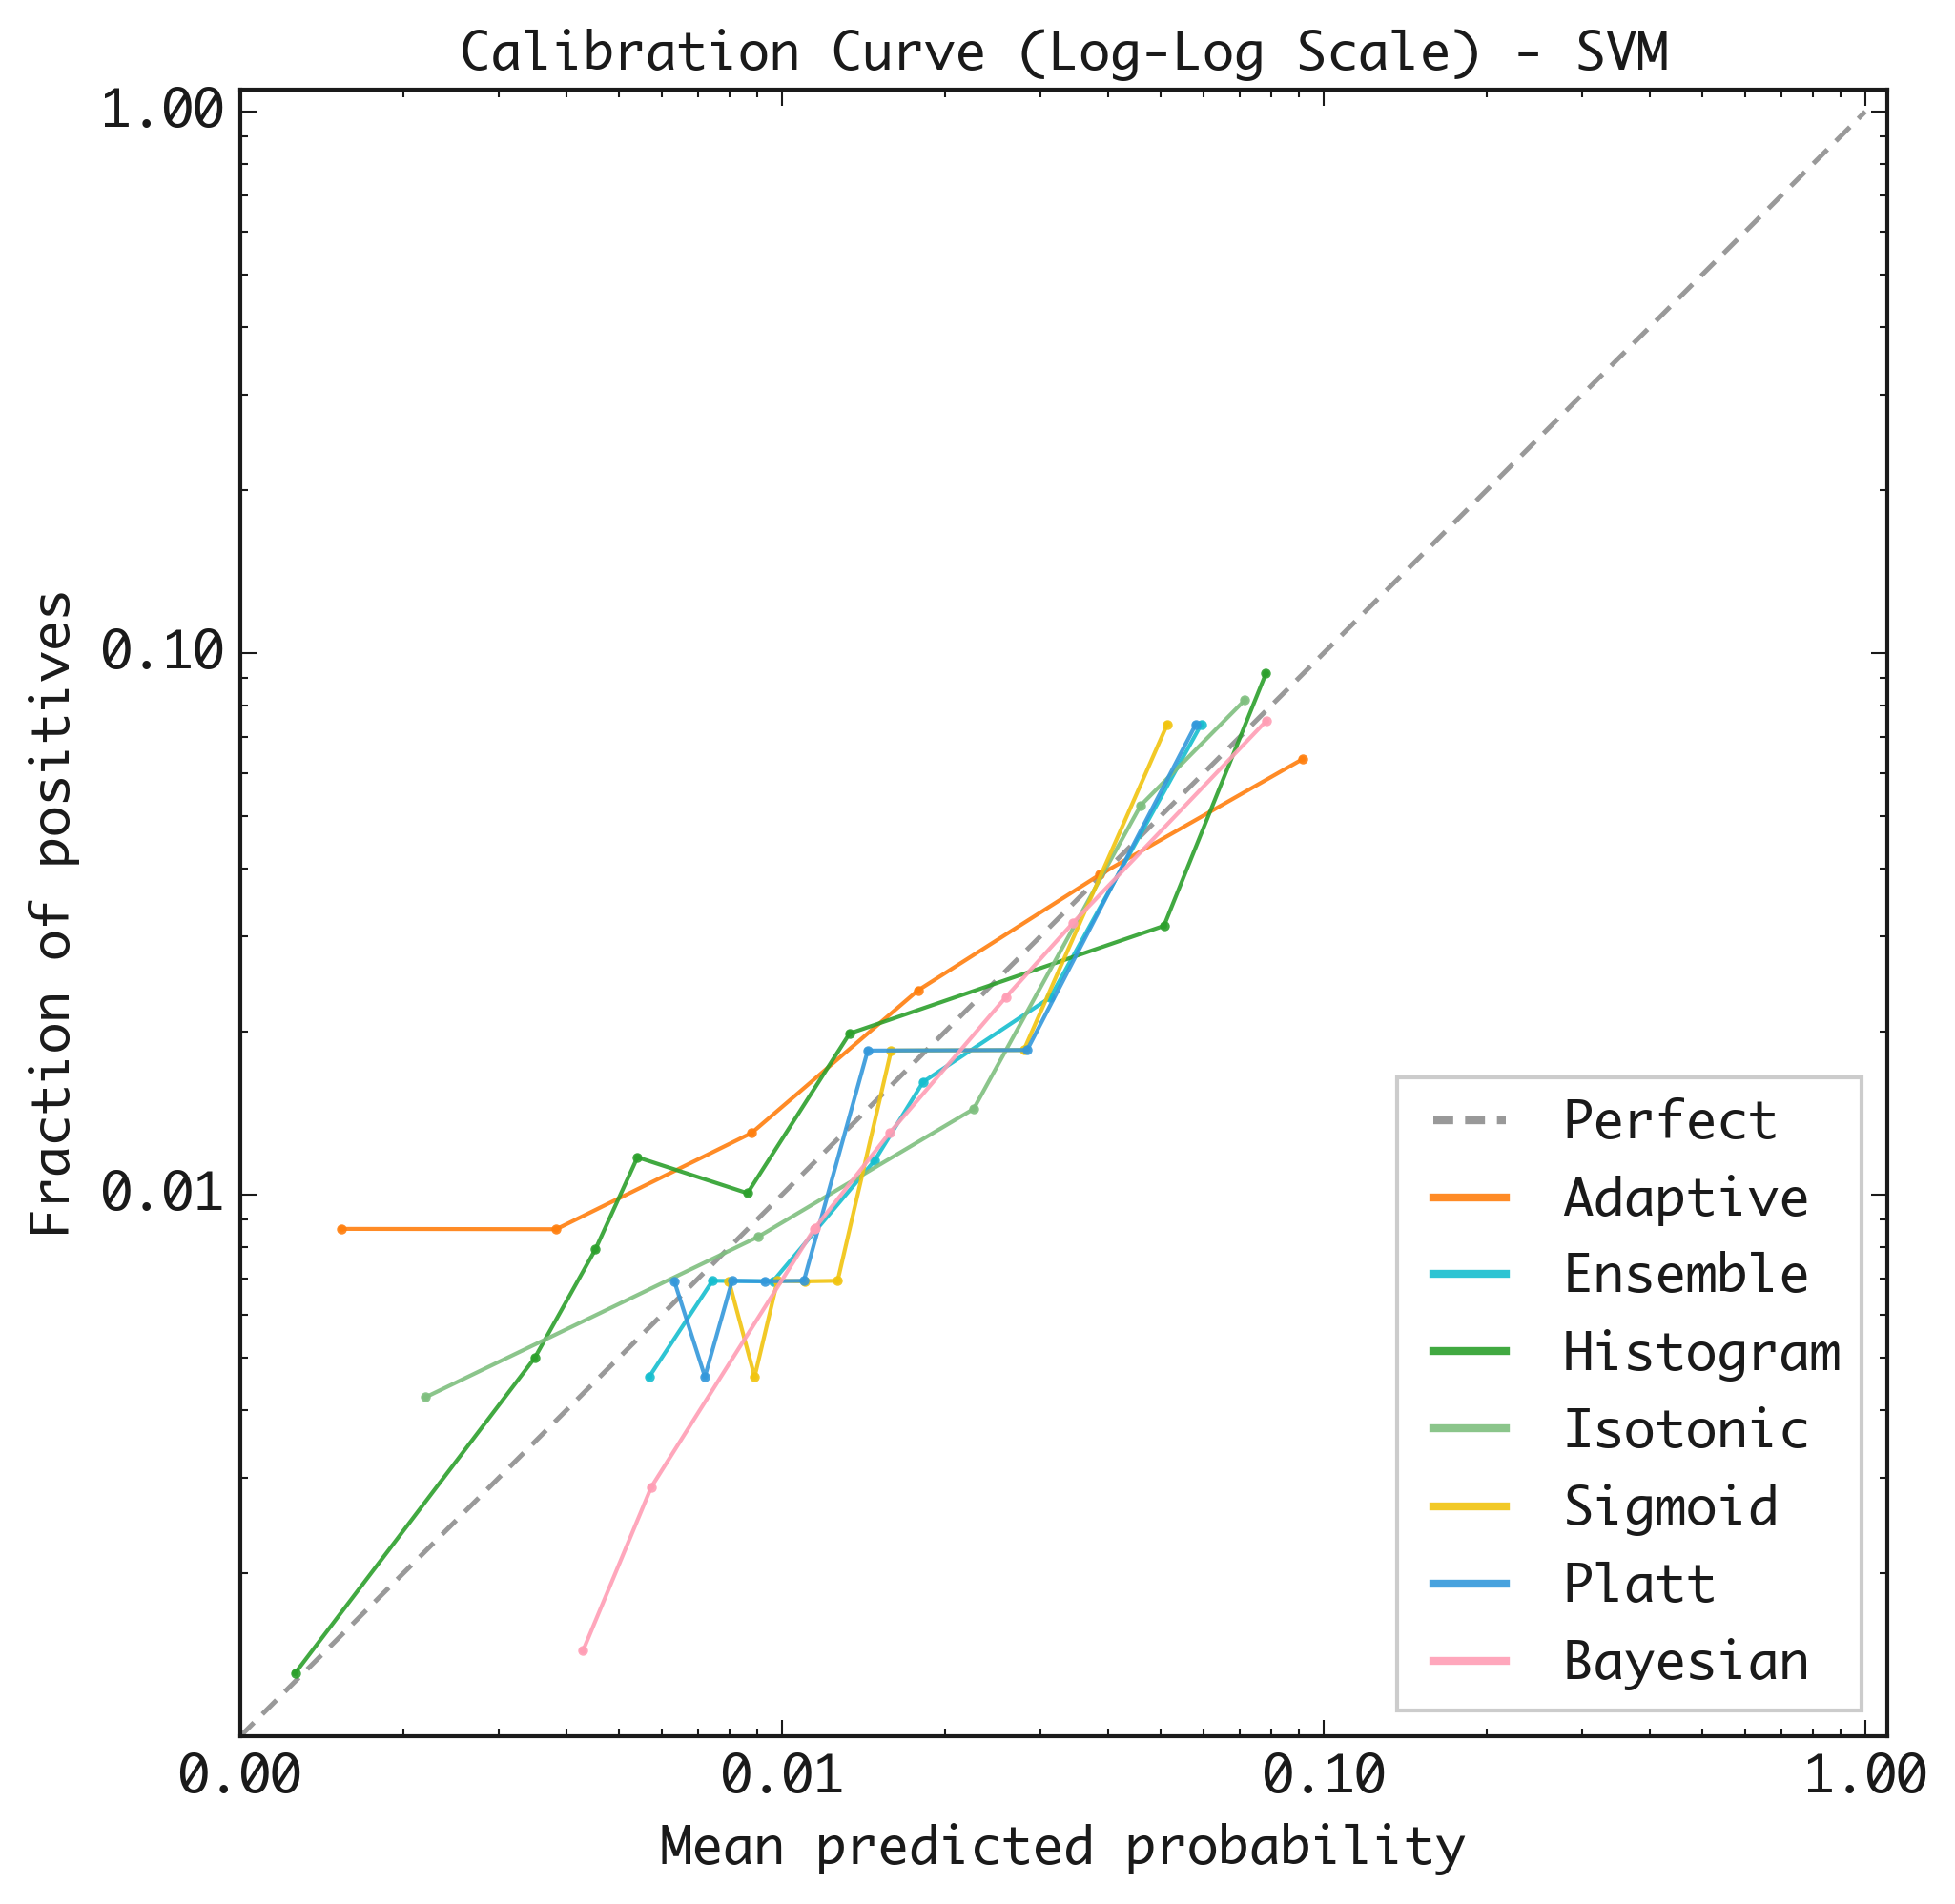 Calibration Curve (Log-Log Scale) - SVM
1.00
0.10
0.01
Fraction of positives
0.00 0.01 0.10 1.00
Mean predicted probability
Perfect
Adaptive
Ensemble
Histogram
Isotonic
Sigmoid
Platt
Bayesian